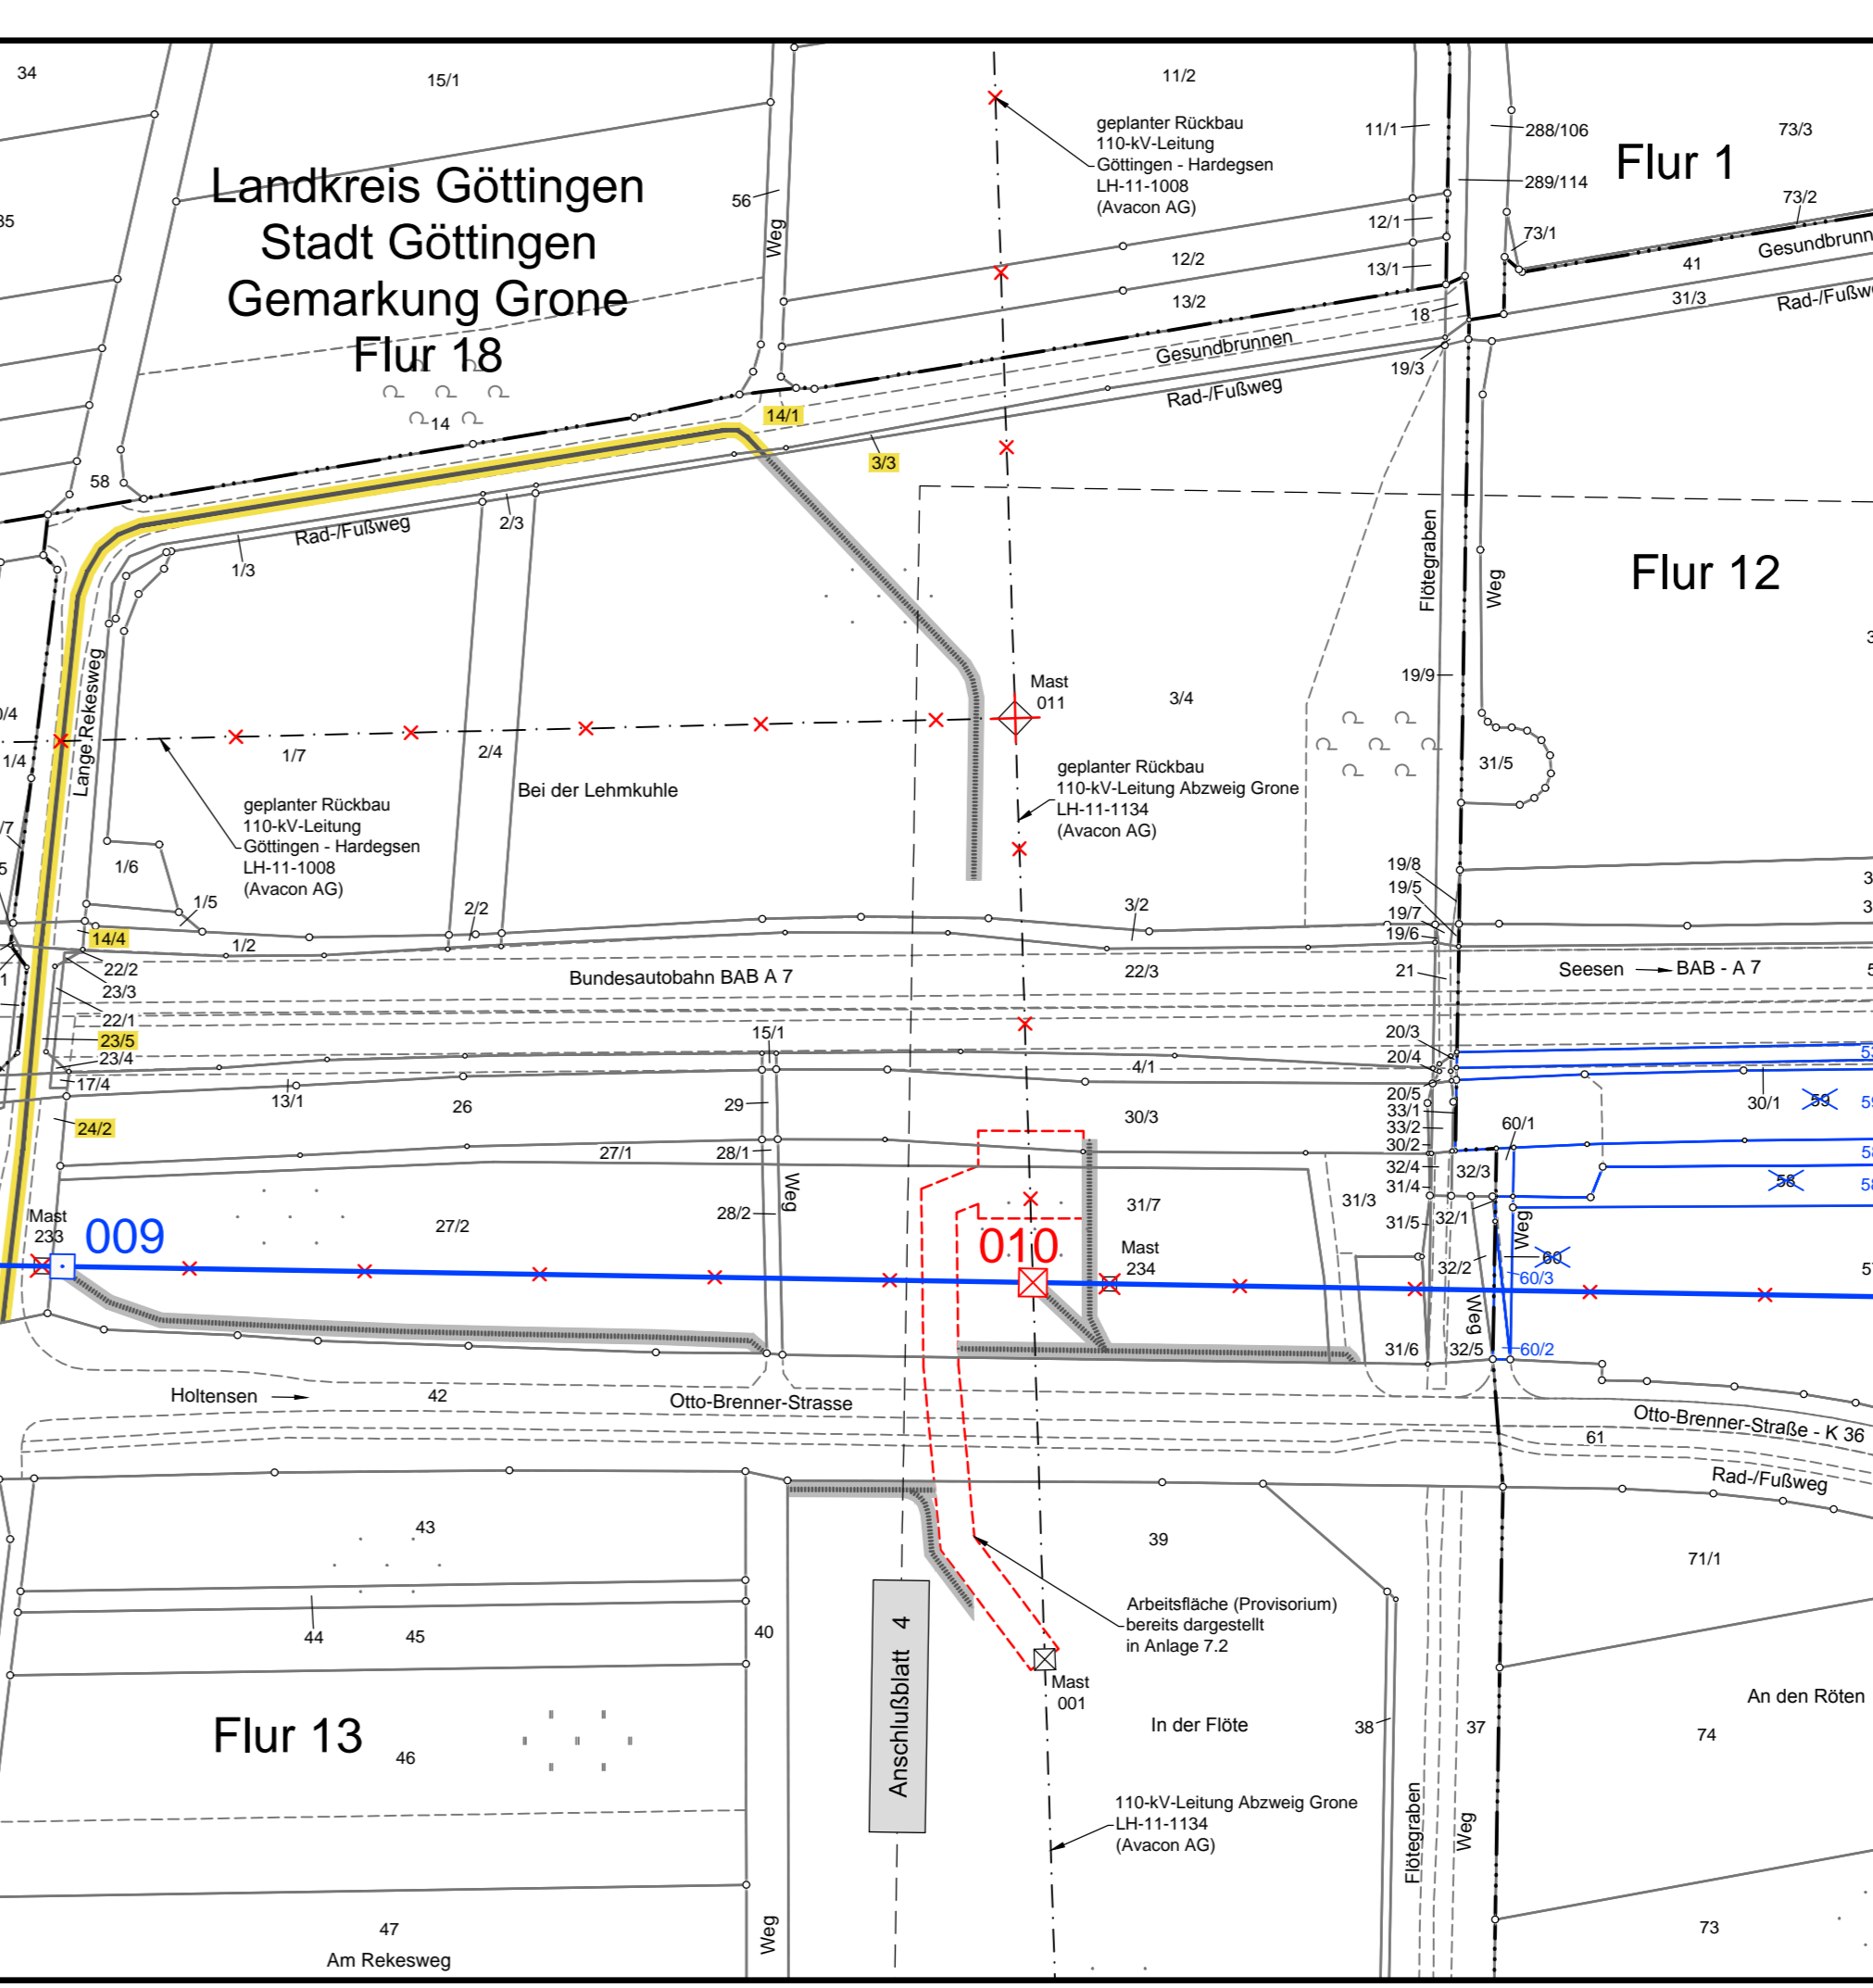 34
15/1
11/2
geplanter Rückbau
110-kV-Leitung
Göttingen - Hardegsen
LH-11-1008
(Avacon AG)
11/1
288/106
73/3
Flur 1
Landkreis Göttingen
Stadt Göttingen
Gemarkung Grone
Flur 18
56
Weg
289/114
73/2
35
12/1
73/1
Gesundbrunn
12/2
13/1
41
13/2
18
31/3
Rad-/Fußw
Gesundbrunnen
19/3
Rad-/Fußweg
14
14/1
3/3
58
2/3
Rad-/Fußweg
1/3
Flötegraben
Weg
Flur 12
Lange Rekesweg
Mast
011
3/4
19/9
1/4
1/7
2/4
31/5
Bei der Lehmkuhle
geplanter Rückbau
110-kV-Leitung
Göttingen - Hardegsen
LH-11-1008
(Avacon AG)
geplanter Rückbau
110-kV-Leitung Abzweig Grone
LH-11-1134
(Avacon AG)
1/6
1/5
2/2
3/2
19/8
19/5
19/7
19/6
14/4
1/2
22/2
23/3
22/1
23/5
23/4
17/4
Bundesautobahn BAB A 7
22/3
21
Seesen
BAB - A 7
15/1
20/3
20/4
4/1
20/5
13/1
26
29
30/3
33/1
33/2
30/2
30/1
59
24/2
27/1
28/1
60/1
32/4
32/3
31/4
58
Weg
28/2
31/7
31/3
31/5
32/1
Weg
Mast
233
009
27/2
010
Mast
234
32/2
60
60/3
Weg
31/6
32/5
60/2
Holtensen
42
Otto-Brenner-Strasse
Otto-Brenner-Straße - K 36
61
Rad-/Fußweg
43
39
71/1
44
45
40
Anschlußblatt 4
Arbeitsfläche (Provisorium)
bereits dargestellt
in Anlage 7.2
Mast
001
An den Röten
Flur 13
46
In der Flöte
38
37
74
110-kV-Leitung Abzweig Grone
LH-11-1134
(Avacon AG)
Flötegraben
Weg
47
Am Rekesweg
Weg
73